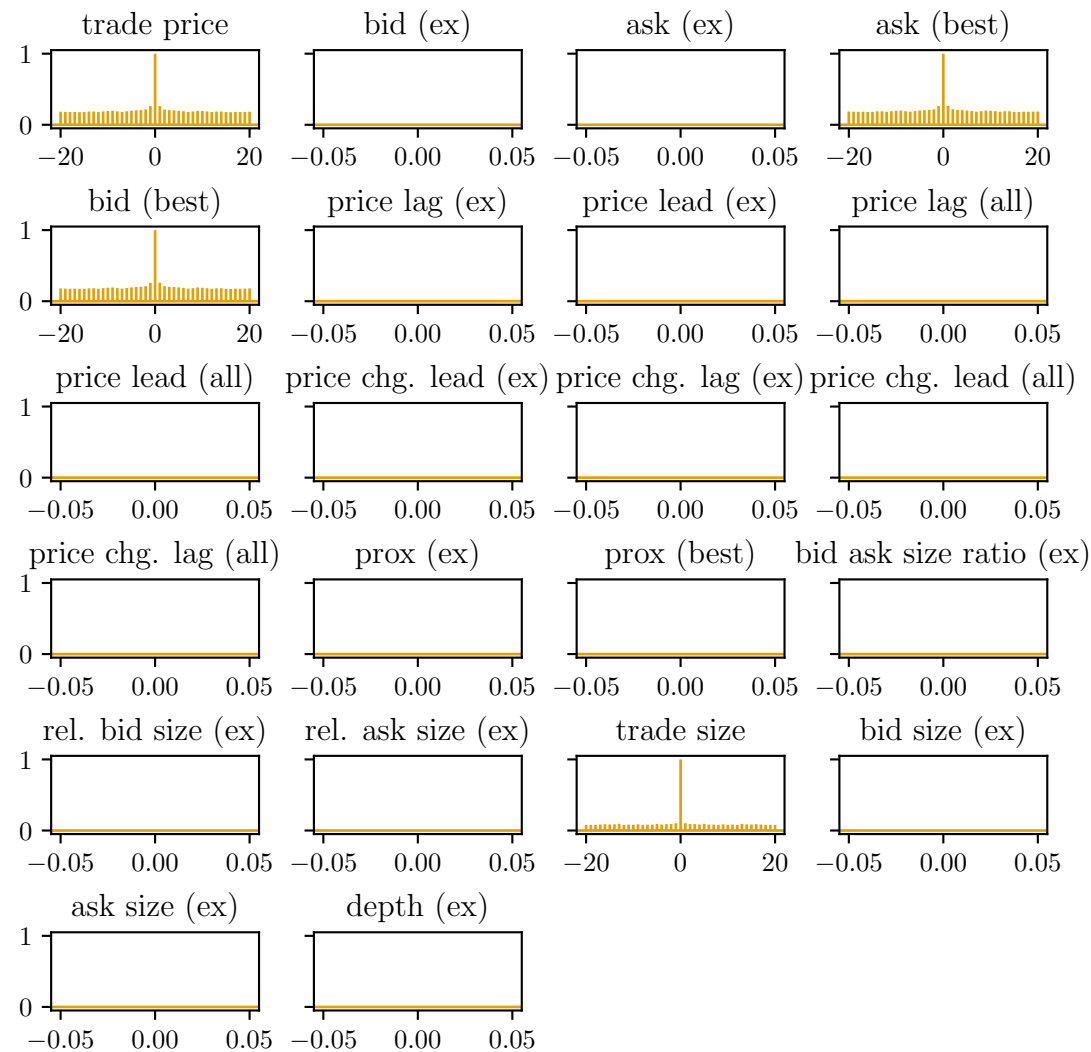 trade price bid (ex) ask (ex) ask (best)
1
0
−20 0 20 −0.05 0.00 0.05 −0.05 0.00 0.05 −20 0 20
bid (best) price lag (ex) price lead (ex) price lag (all)
1
0
−20 0 20 −0.05 0.00 0.05 −0.05 0.00 0.05 −0.05 0.00 0.05
price lead (all) price chg. lead (ex) price chg. lag (ex) price chg. lead (all)
1
0
−0.05 0.00 0.05 −0.05 0.00 0.05 −0.05 0.00 0.05 −0.05 0.00 0.05
price chg. lag (all) prox (ex) prox (best) bid ask size ratio (ex)
1
0
−0.05 0.00 0.05 −0.05 0.00 0.05 −0.05 0.00 0.05 −0.05 0.00 0.05
rel. bid size (ex) rel. ask size (ex) trade size bid size (ex)
1
0
−0.05 0.00 0.05 −0.05 0.00 0.05 −20 0 20 −0.05 0.00 0.05
ask size (ex) depth (ex)
1
0
−0.05 0.00 0.05 −0.05 0.00 0.05